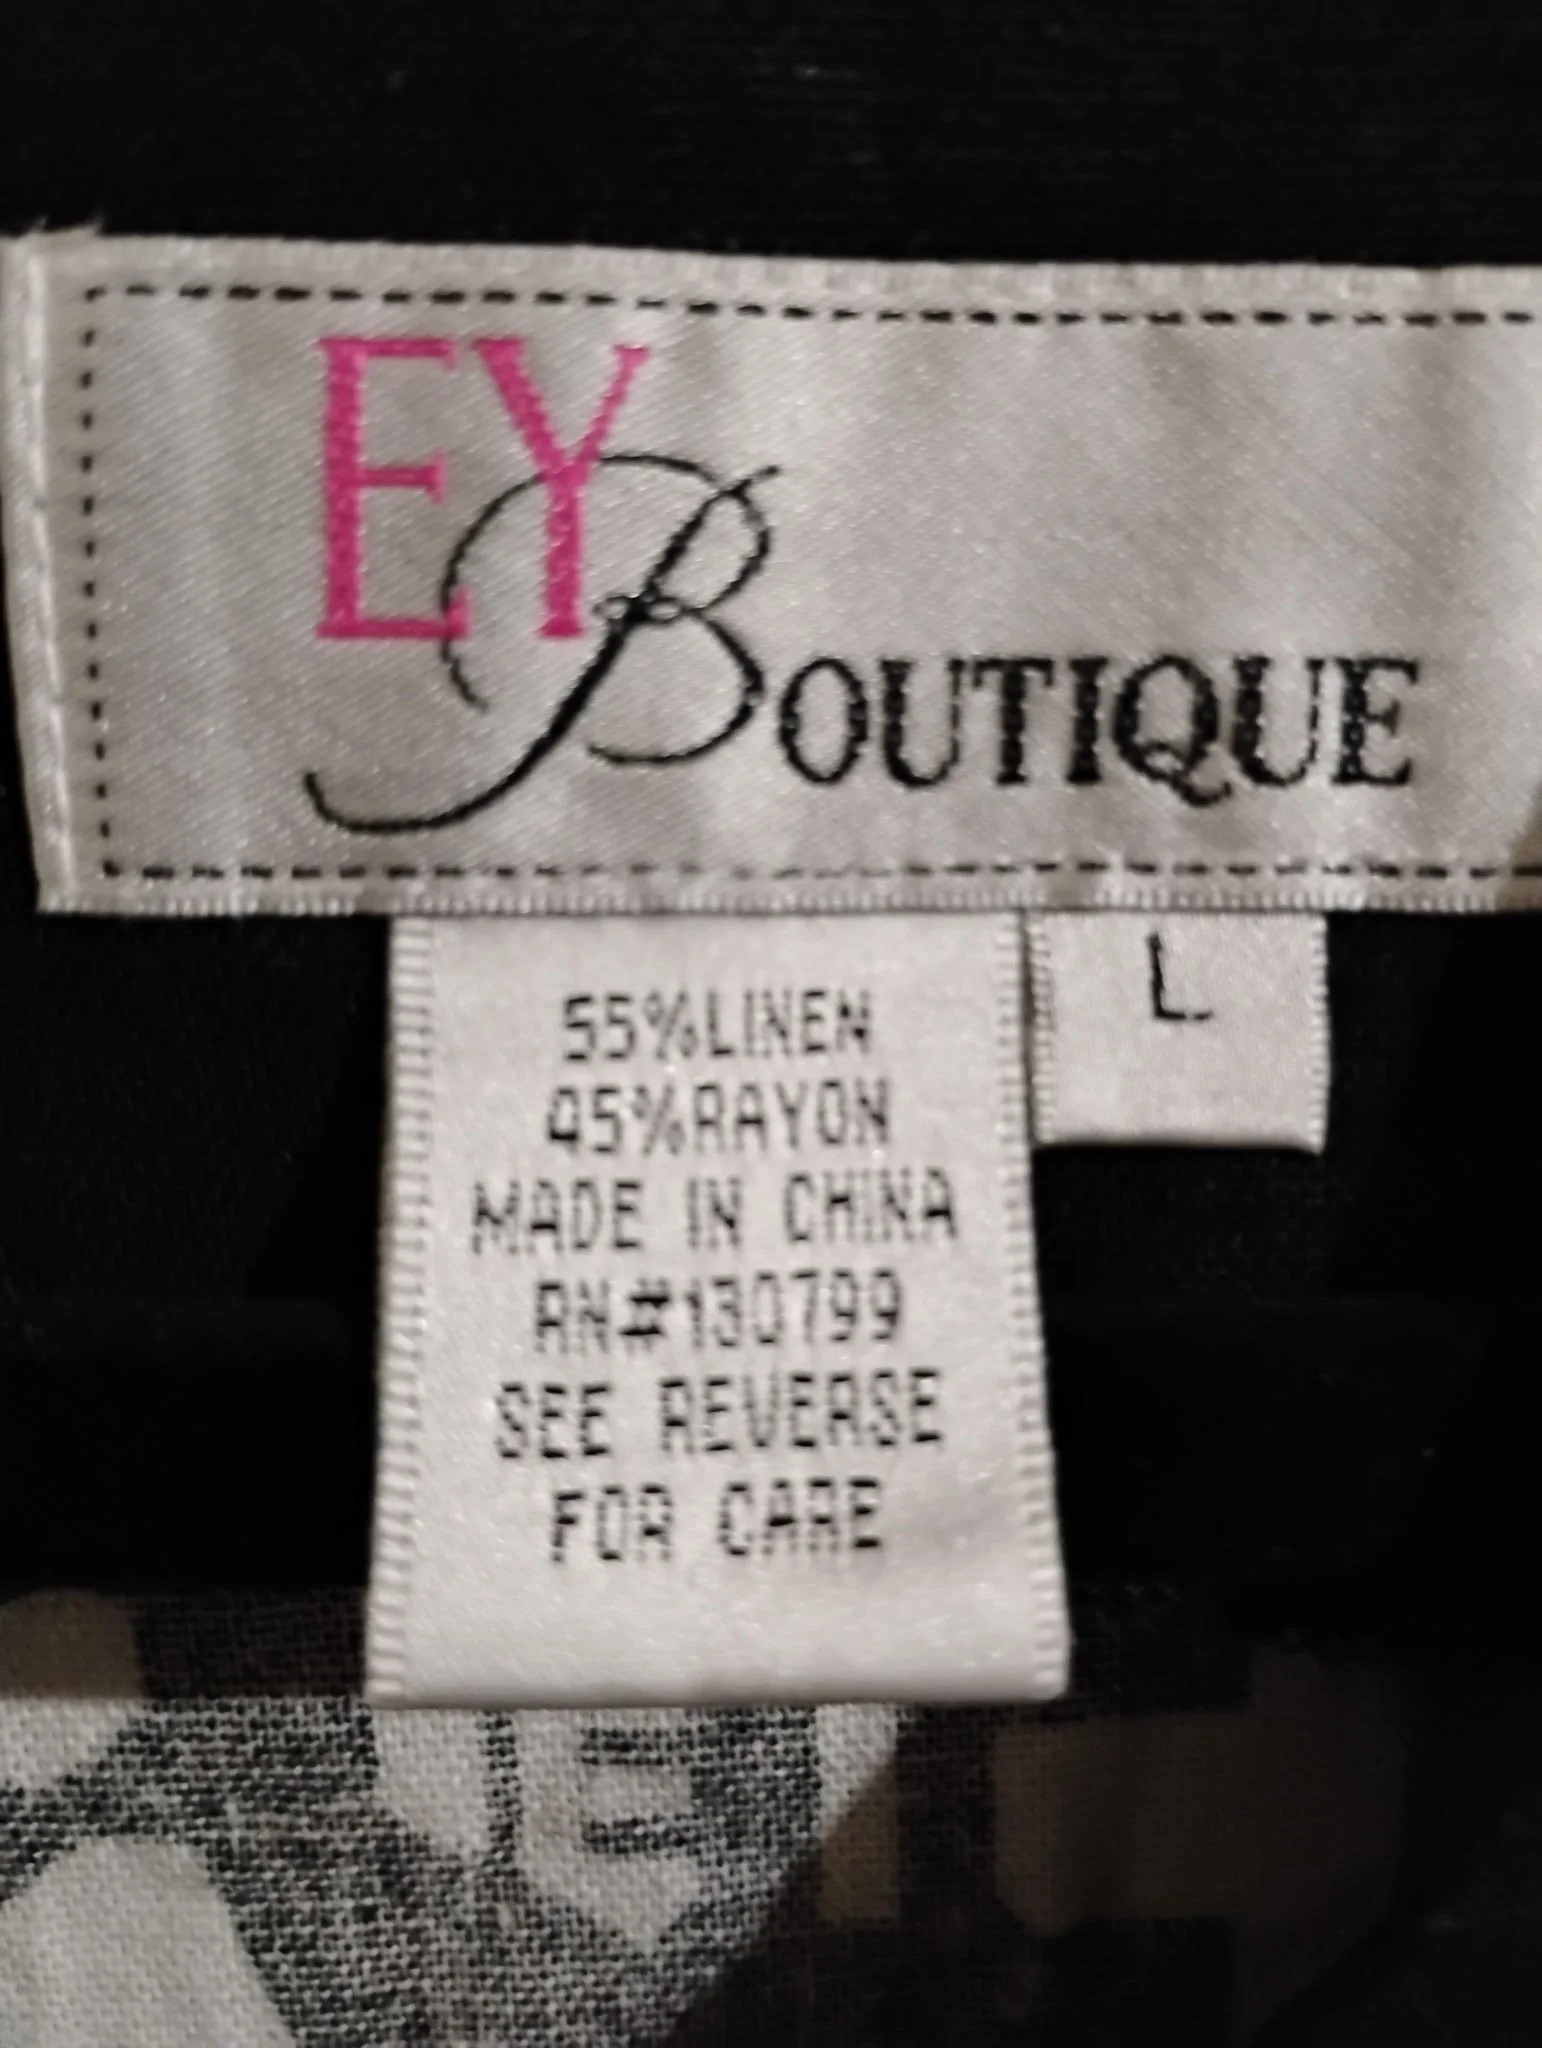 EY
BOUTIQUE
L
55%LINEN
45%RAYON
MADE IN CHINA
RN#130799
SEE REVERSE
FOR CARE